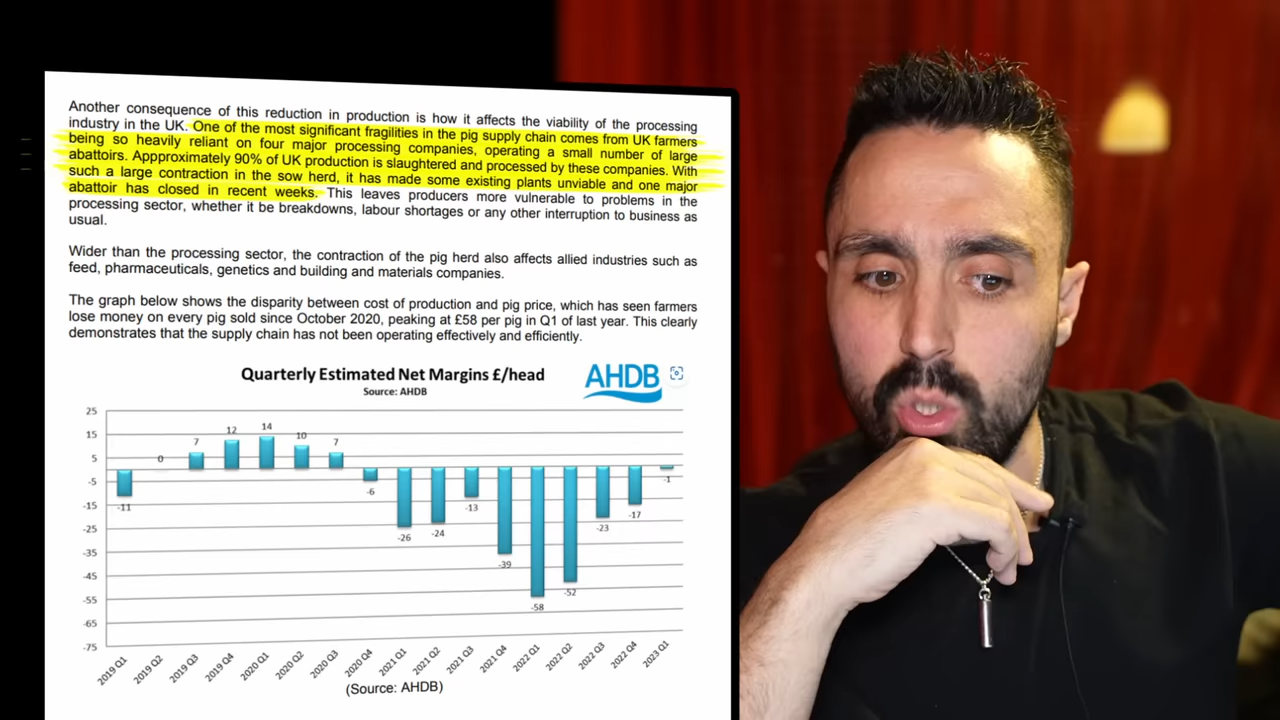 Another consequence of this reduction in production is how it affects the viability of the processing
industry in the UK. One of the most significant fragilities in the pig supply chain comes from UK farmers
being so heavily reliant on four major processing companies, operating a small number of large
abattoirs. Appproximately 90% of UK production is slaughtered and processed by these companies. With
such a large contraction in the sow herd, it has made some existing plants unviable and one major
abattoir has closed in recent weeks. This leaves producers more vulnerable to problems in the
processing sector, whether it be breakdowns, labour shortages or any other interruption to business as
usual.
Wider than the processing sector, the contraction of the pig herd also affects allied industries such as
feed, pharmaceuticals, genetics and building and materials companies.
The graph below shows the disparity between cost of production and pig price, which has seen farmers
lose money on every pig sold since October 2020, peaking at £58 per pig in Q1 of last year. This clearly
demonstrates that the supply chain has not been operating effectively and efficiently.
Quarterly Estimated Net Margins £/head
Source: AHDB
AHDB
25
15
5
-5
-15
-25
-35
-45
-55
-65
-75
-11
0
7
12
14
10
7
-6
-26
-24
-13
-39
-58
-52
-23
-17
-1
2019 Q1
2019 Q2
2019 Q3
2019 Q4
2020 Q1
2020 Q2
2020 Q3
2020 Q4
2021 Q1
2021 Q2
2021 Q3
2021 Q4
2022 Q1
2022 Q2
2022 Q3
2022 Q4
2023 Q1
(Source: AHDB)